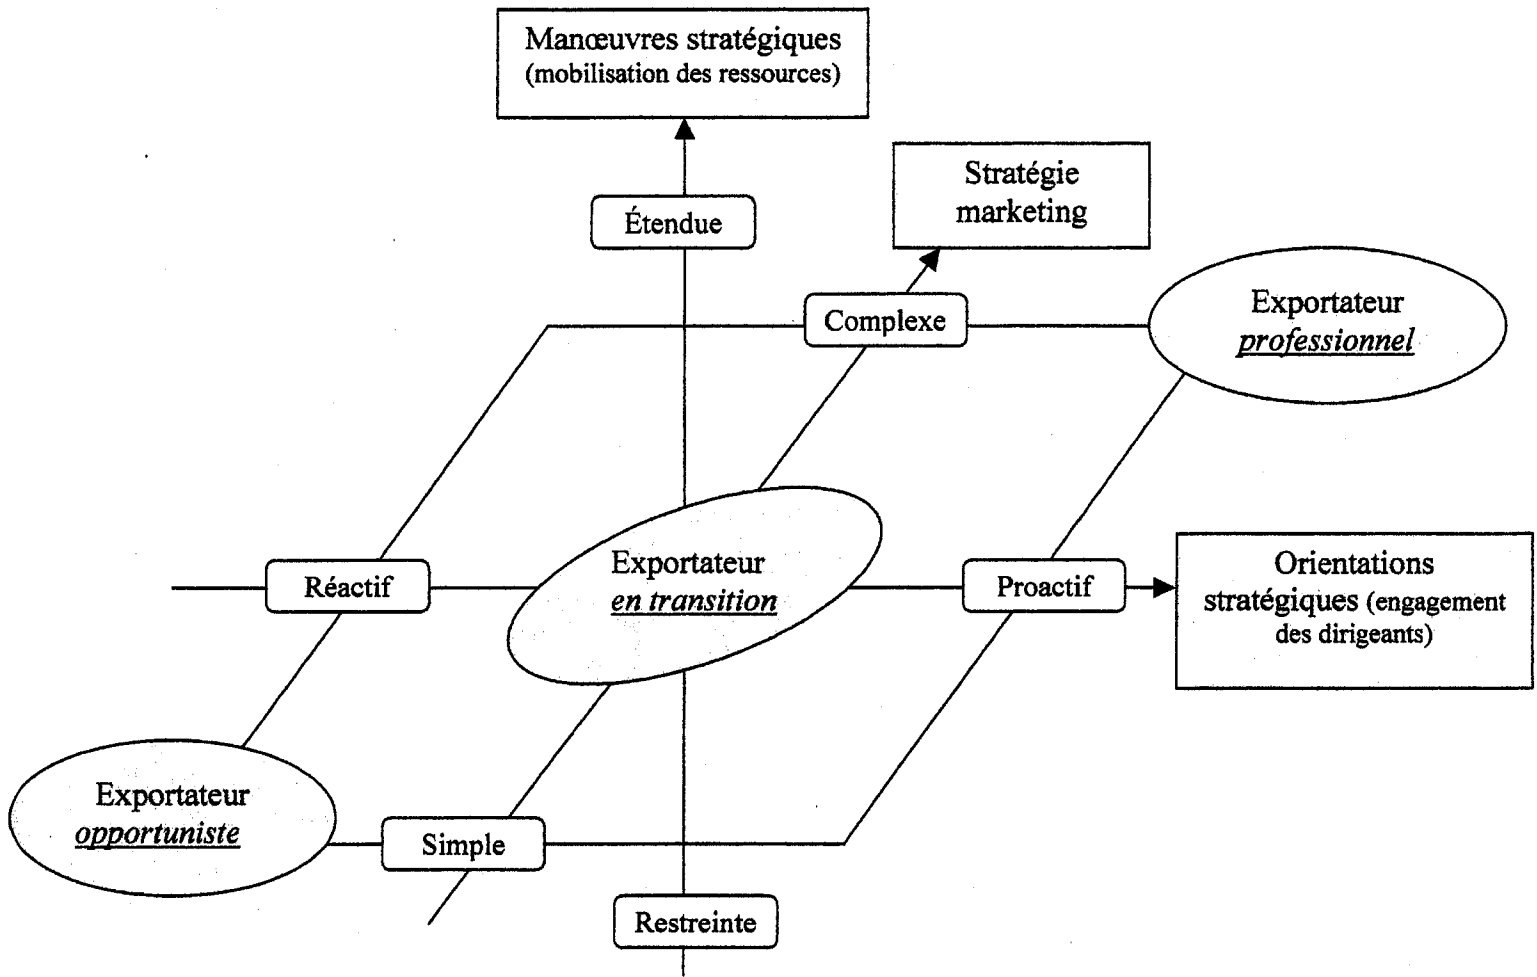 Manœuvres stratégiques
(mobilisation des ressources)
Stratégie
marketing
Étendue
Complexe
Exportateur
professionnel
Exportateur
en transition
Réactif
Proactif
Orientations
stratégiques (engagement
des dirigeants)
Exportateur
opportuniste
Simple
Restreinte